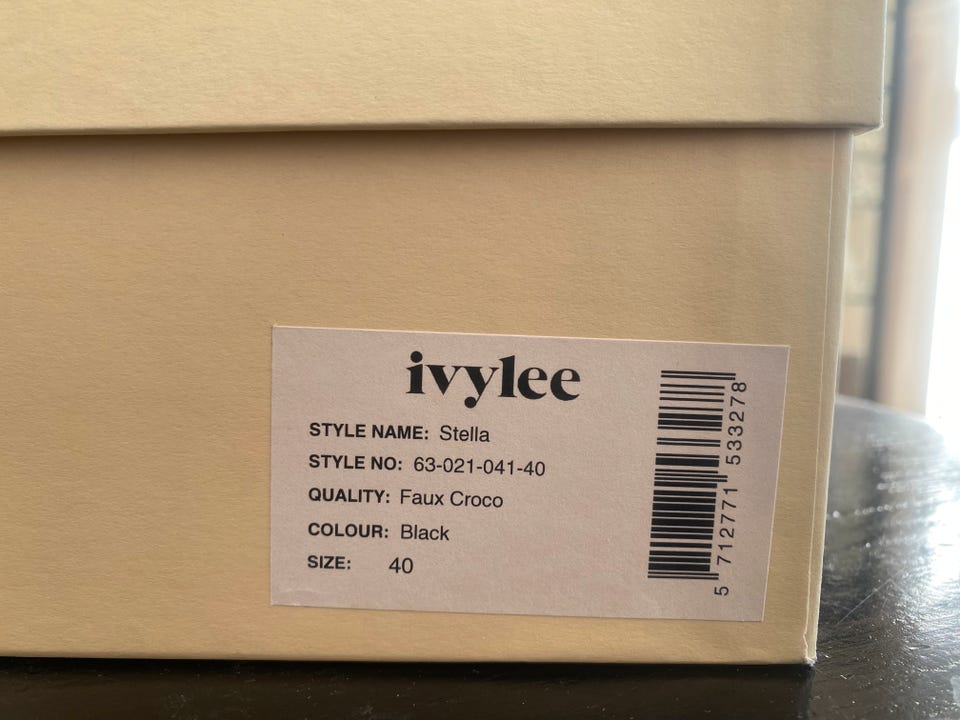 ivylee
STYLE NAME: Stella
STYLE NO: 63-021-041-40
QUALITY: Faux Croco
COLOUR: Black
SIZE: 40
5 712771 533278